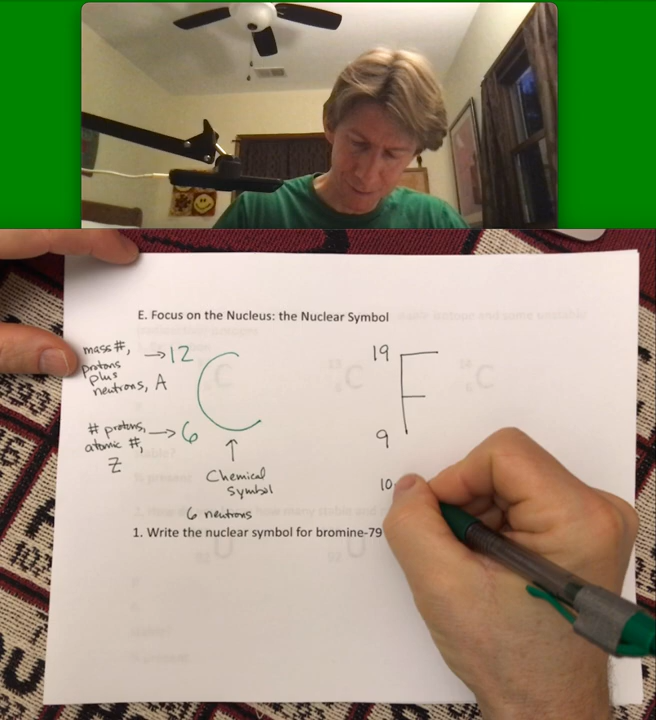 E. Focus on the Nucleus: the Nuclear Symbol
mass #,
protons
plus
neutrons, A
→ 12
C
# protons,
atomic #,
Z
→ 6
↑
Chemical
Symbol
6 neutrons
19
F
9
10
1. Write the nuclear symbol for bromine-79